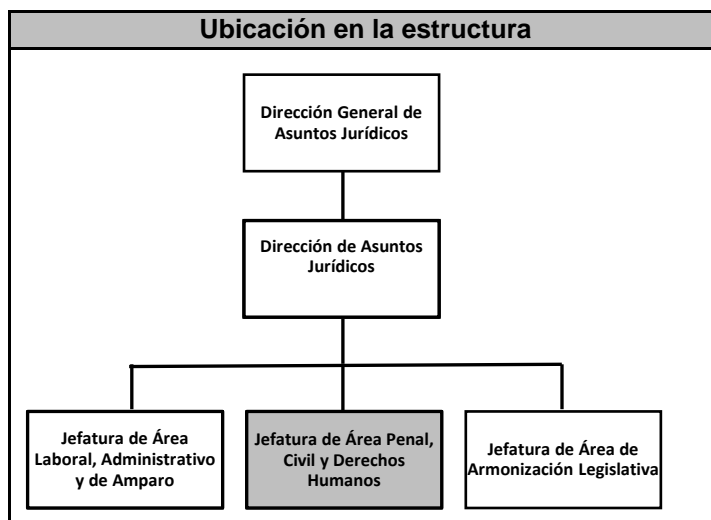 Ubicación en la estructura
Dirección General de
Asuntos Jurídicos
Dirección de Asuntos
Jurídicos
Jefatura de Área
Laboral, Administrativo
y de Amparo
Jefatura de Área Penal,
Civil y Derechos
Humanos
Jefatura de Área de
Armonización Legislativa